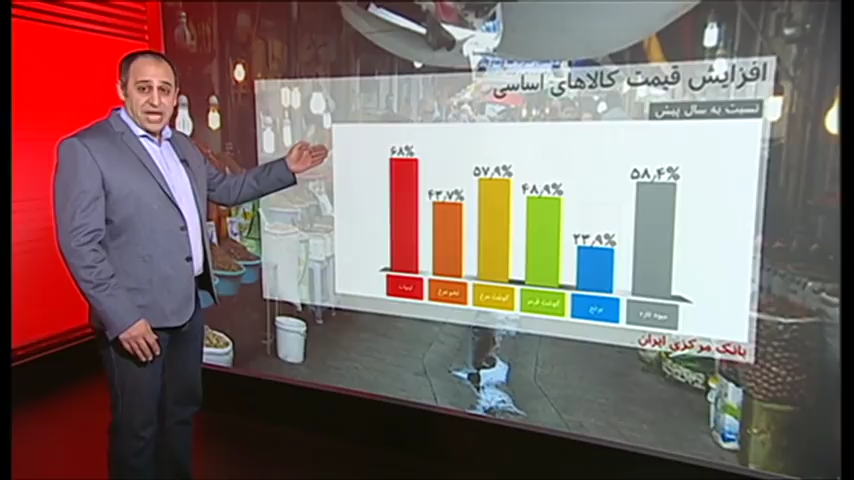 افزایش قیمت کالاهای اساسی
نسبت به سال پیش
۶۸%
۴۳٫۷%
۵۷٫۹%
۴۸٫۹%
۲۳٫۹%
۵۸٫۴%
لبنیات
تخم مرغ
گوشت مرغ
گوشت قرمز
برنج
میوه تازه
بانک مرکزی ایران